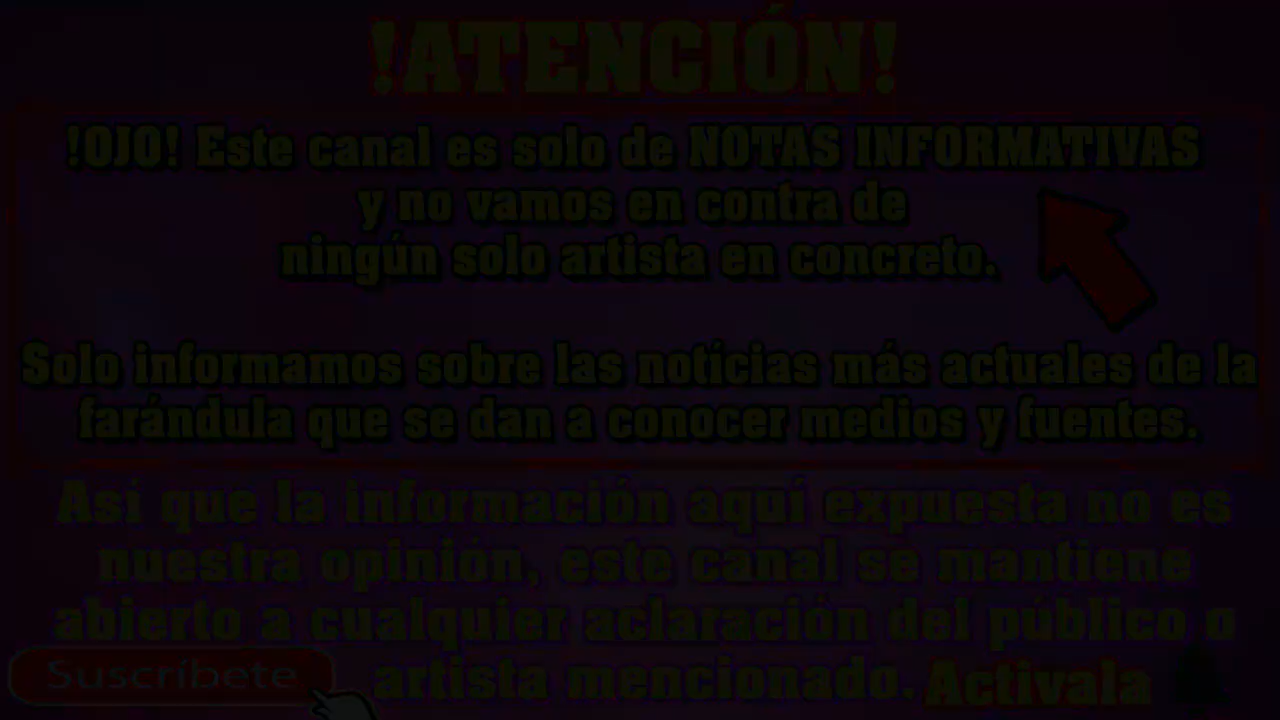 !ATENCIÓN!
!OJO! Este canal es solo de NOTAS INFORMATIVAS
y no vamos en contra de
ningún solo artista en concreto.
Solo informamos sobre las noticias más actuales de la
farándula que se dan a conocer medios y fuentes.
Así que la información aquí expuesta no es
nuestra opinión, este canal se mantiene
abierto a cualquier aclaración del público o
artista mencionado. Activala
Suscríbete